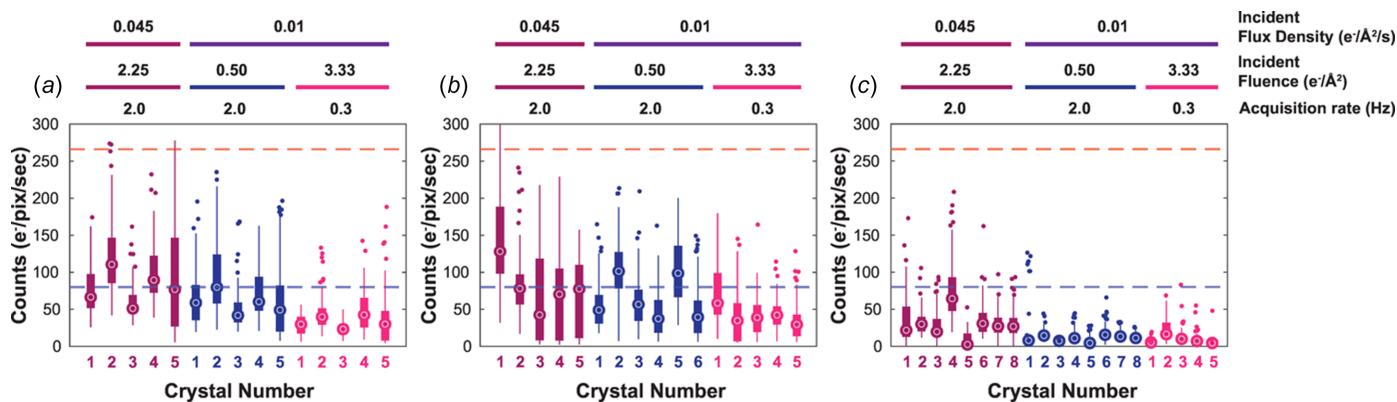 0.045 0.01 0.045 0.01 0.045 0.01 Incident
Flux Density (e⁻/Å²/s)
(a) 2.25 0.50 3.33 (b) 2.25 0.50 3.33 (c) 2.25 0.50 3.33 Incident
Fluence (e⁻/Å²)
2.0 2.0 0.3 2.0 2.0 0.3 2.0 2.0 0.3 Acquisition rate (Hz)
300 300 300
250 250 250
200 200 200
150 150 150
100 100 100
50 50 50
0 0 0
Counts (e⁻/pix/sec) Counts (e⁻/pix/sec) Counts (e⁻/pix/sec)
1 2 3 4 5 1 2 3 4 5 1 2 3 4 5 1 2 3 4 5 1 2 3 4 5 6 1 2 3 4 5 1 2 3 4 5 6 7 8 1 2 3 4 5 6 7 8 1 2 3 4 5
Crystal Number Crystal Number Crystal Number